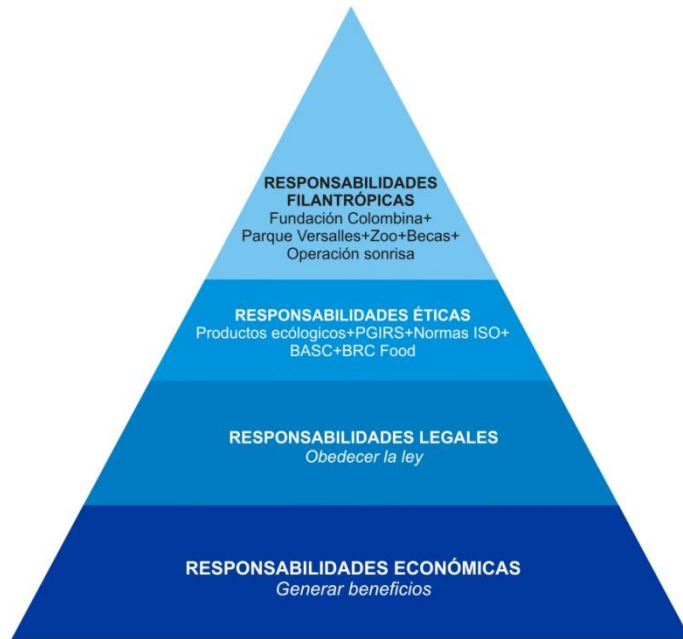 RESPONSABILIDADES
FILANTRÓPICAS
Fundación Colombina+
Parque Versalles+Zoo+Becas+
Operación sonrisa
RESPONSABILIDADES ÉTICAS
Productos ecólogicos+PGIRS+Normas ISO+
BASC+BRC Food
RESPONSABILIDADES LEGALES
Obedecer la ley
RESPONSABILIDADES ECONÓMICAS
Generar beneficios